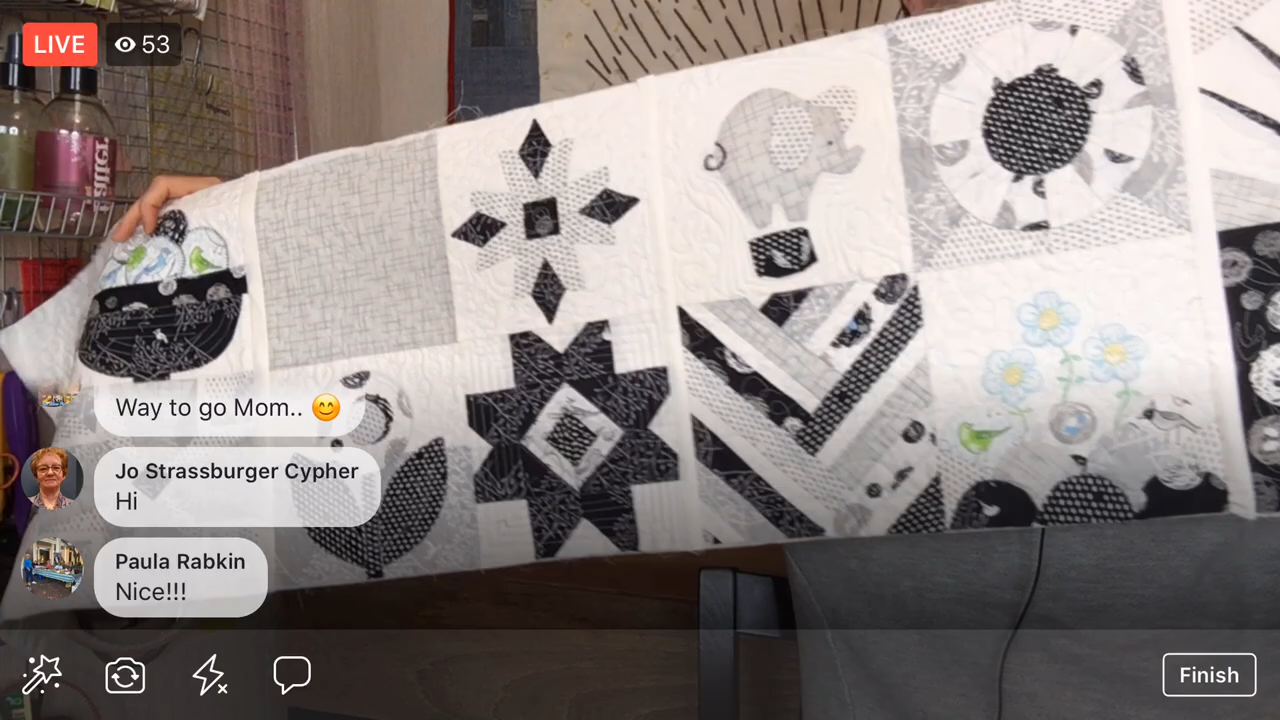 LIVE
53
Way to go Mom.. 😊
Jo Strassburger Cypher
Hi
Paula Rabkin
Nice!!!
Finish